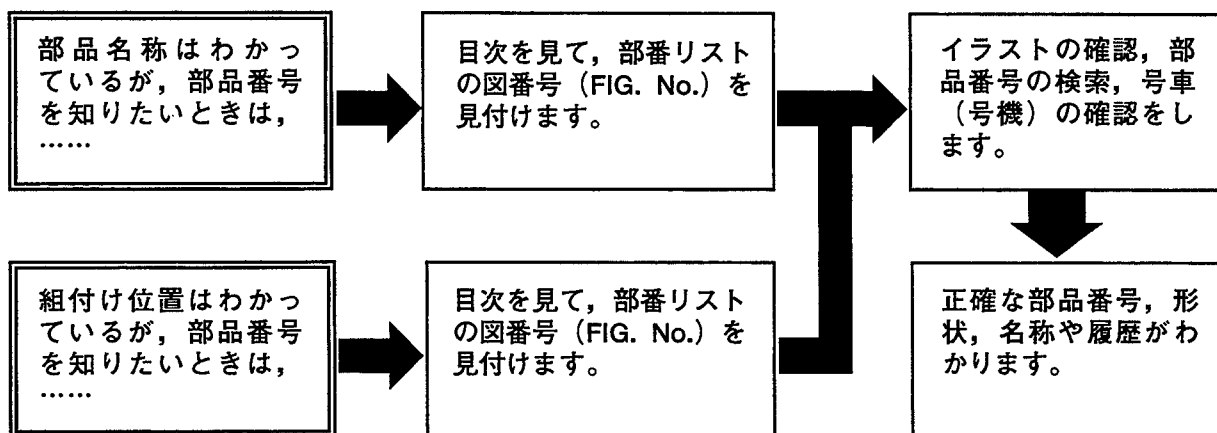 部品名称はわかっ
ているが，部品番号
を知りたいときは，
……
目次を見て，部番リスト
の図番号（FIG. No.）を
見付けます。
イラストの確認，部
品番号の検索，号車
（号機）の確認をし
ます。
組付け位置はわかっ
ているが，部品番号
を知りたいときは，
……
目次を見て，部番リスト
の図番号（FIG. No.）を
見付けます。
正確な部品番号，形
状，名称や履歴がわ
かります。